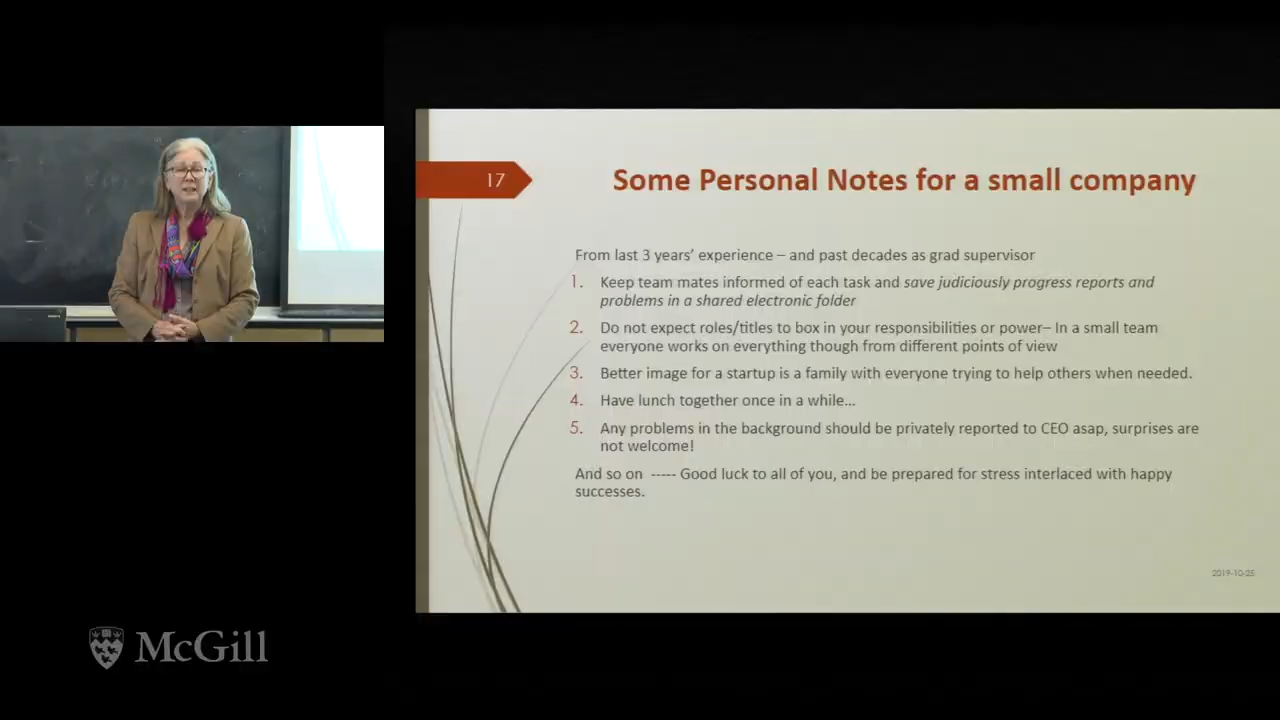 17
Some Personal Notes for a small company
From last 3 years' experience – and past decades as grad supervisor
1. Keep team mates informed of each task and save judiciously progress reports and
problems in a shared electronic folder
2. Do not expect roles/titles to box in your responsibilities or power– In a small team
everyone works on everything though from different points of view
3. Better image for a startup is a family with everyone trying to help others when needed.
4. Have lunch together once in a while…
5. Any problems in the background should be privately reported to CEO asap, surprises are
not welcome!
And so on ----- Good luck to all of you, and be prepared for stress interlaced with happy
successes.
2019-10-25
McGill